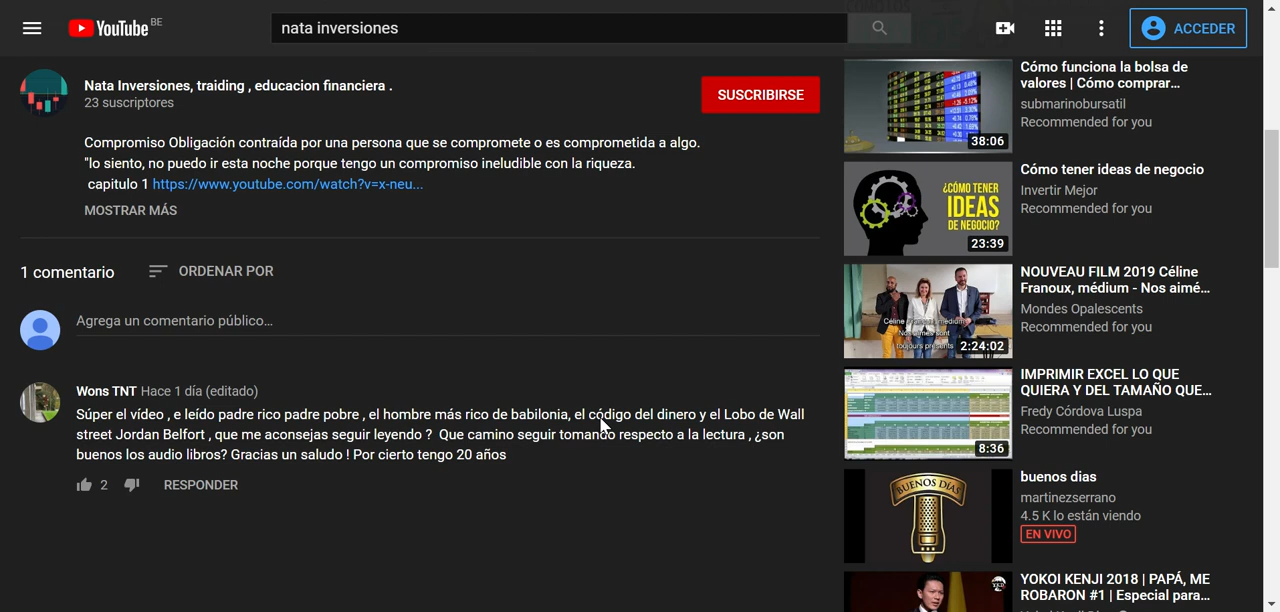 YouTube BE
nata inversiones
ACCEDER
Nata Inversiones, traiding , educacion financiera .
23 suscriptores
SUSCRIBIRSE
Compromiso Obligación contraída por una persona que se compromete o es comprometida a algo.
"lo siento, no puedo ir esta noche porque tengo un compromiso ineludible con la riqueza.
capitulo 1 https://www.youtube.com/watch?v=x-neu...
MOSTRAR MÁS
1 comentario
ORDENAR POR
Agrega un comentario público...
Wons TNT Hace 1 día (editado)
Súper el vídeo, e leído padre rico padre pobre , el hombre más rico de babilonia, el código del dinero y el Lobo de Wall
street Jordan Belfort , que me aconsejas seguir leyendo ? Que camino seguir tomando respecto a la lectura , ¿son
buenos los audio libros? Gracias un saludo ! Por cierto tengo 20 años
2
RESPONDER
38:06
Cómo funciona la bolsa de
valores | Cómo comprar...
submarinobursatil
Recommended for you
¿CÓMO TENER
IDEAS
DE NEGOCIO?
23:39
Cómo tener ideas de negocio
Invertir Mejor
Recommended for you
toujours présents
2:24:02
NOUVEAU FILM 2019 Céline
Franoux, médium - Nos aimé...
Mondes Opalescents
Recommended for you
8:36
IMPRIMIR EXCEL LO QUE
QUIERA Y DEL TAMAÑO QUE...
Fredy Córdova Luspa
Recommended for you
BUENOS DIAS
buenos dias
martinezserrano
4.5 K lo están viendo
EN VIVO
YOKOI KENJI 2018 | PAPÁ, ME
ROBARON #1 | Especial para...